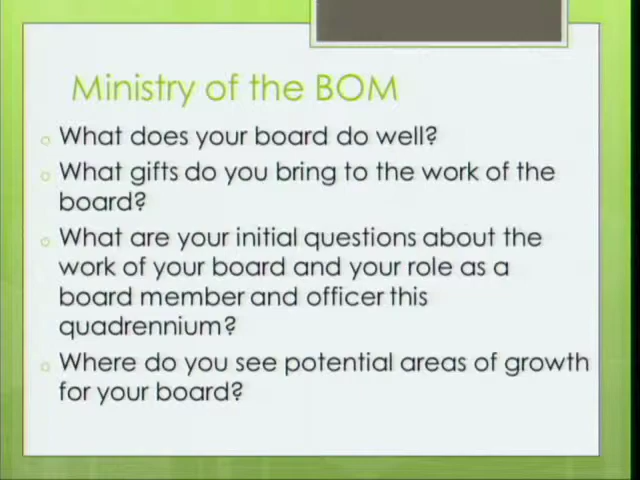 Ministry of the BOM
What does your board do well?
What gifts do you bring to the work of the
board?
What are your initial questions about the
work of your board and your role as a
board member and officer this
quadrennium?
Where do you see potential areas of growth
for your board?